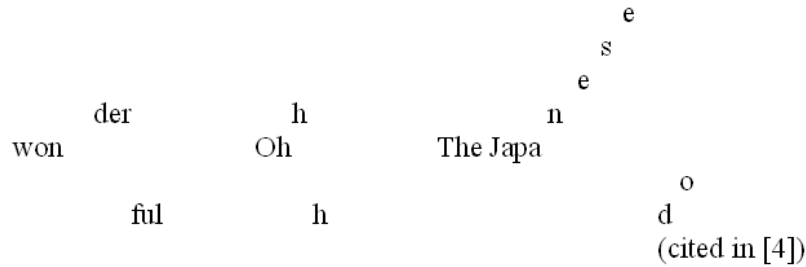 e
s
e
der h n
won Oh The Japa
o
ful h d
(cited in [4])